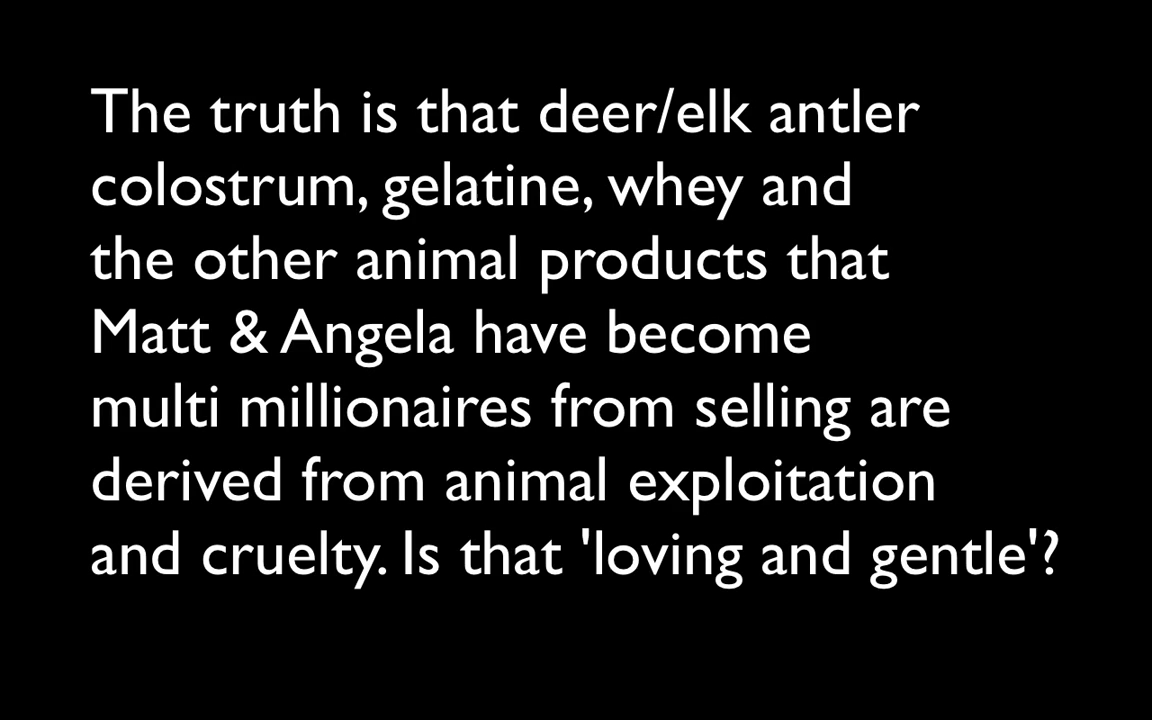 The truth is that deer/elk antler
colostrum, gelatine, whey and
the other animal products that
Matt & Angela have become
multi millionaires from selling are
derived from animal exploitation
and cruelty. Is that 'loving and gentle'?